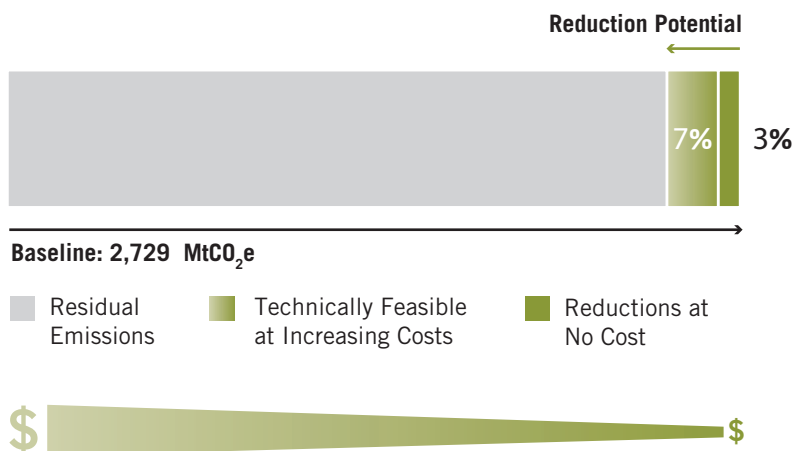 Reduction Potential
7%
3%
Baseline: 2,729 MtCO₂e
Residual
Emissions
Technically Feasible
at Increasing Costs
Reductions at
No Cost
$
$